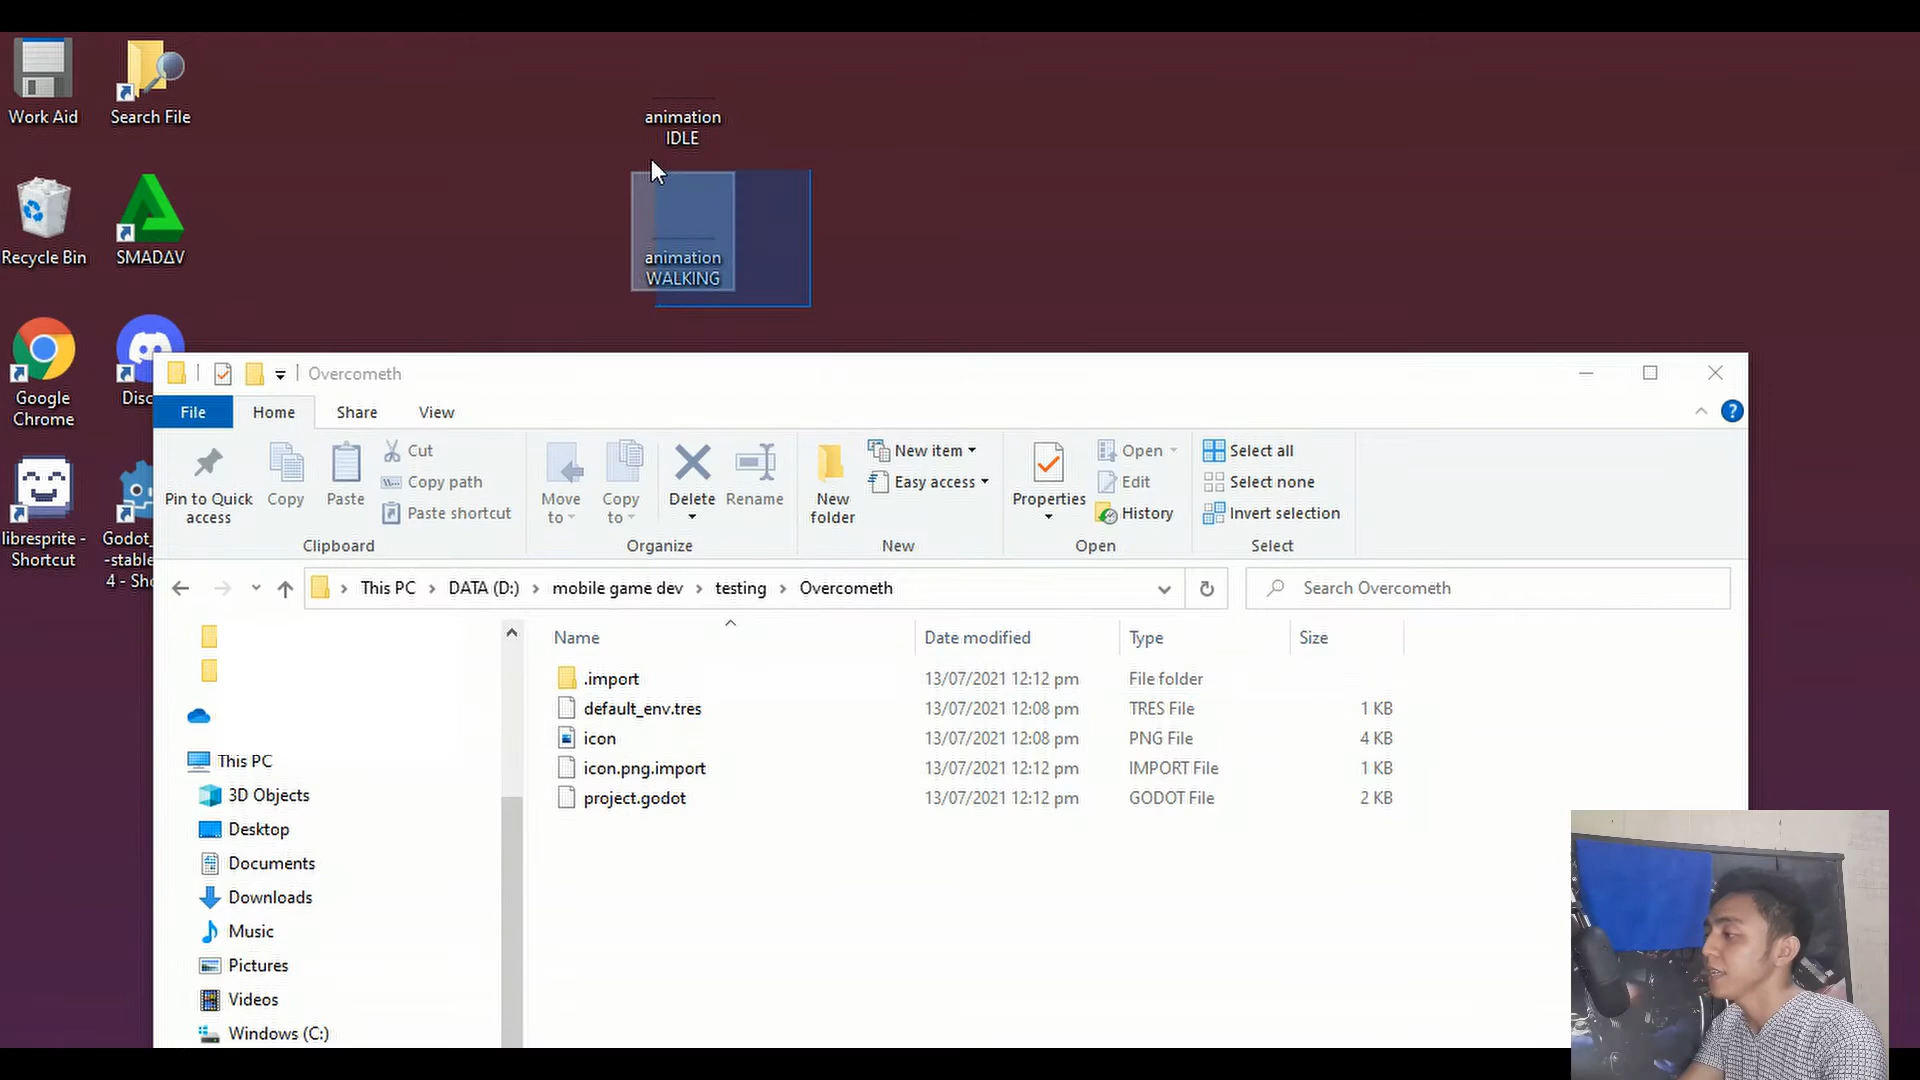 Work Aid
Search File
animation
IDLE
Recycle Bin
SMADΔV
animation
WALKING
Google
Chrome
Disc
libresprite -
Shortcut
Godot_
-stable
4 - Sho
Overcometh
File
Home
Share
View
Pin to Quick
access
Copy
Paste
Cut
Copy path
Paste shortcut
Clipboard
Move
to
Copy
to
Delete
Rename
Organize
New
folder
New item
Easy access
New
Properties
Open
Edit
History
Open
Select all
Select none
Invert selection
Select
This PC > DATA (D:) > mobile game dev > testing > Overcometh
Search Overcometh
Name Date modified Type Size
.import 13/07/2021 12:12 pm File folder
default_env.tres 13/07/2021 12:08 pm TRES File 1 KB
icon 13/07/2021 12:08 pm PNG File 4 KB
icon.png.import 13/07/2021 12:12 pm IMPORT File 1 KB
project.godot 13/07/2021 12:12 pm GODOT File 2 KB
This PC
3D Objects
Desktop
Documents
Downloads
Music
Pictures
Videos
Windows (C:)